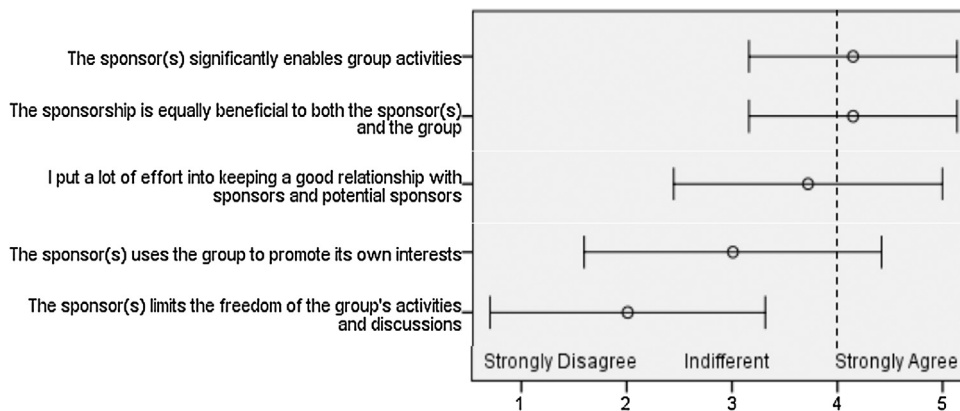 The sponsor(s) significantly enables group activities
The sponsorship is equally beneficial to both the sponsor(s)
and the group
I put a lot of effort into keeping a good relationship with
sponsors and potential sponsors
The sponsor(s) uses the group to promote its own interests
The sponsor(s) limits the freedom of the group's activities
and discussions
Strongly Disagree Indifferent Strongly Agree
1 2 3 4 5